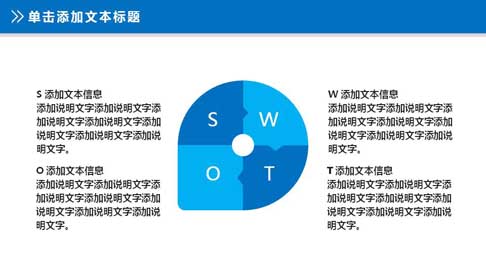 单击添加文本标题
S 添加文本信息
添加说明文字添加说明文字添
加说明文字添加说明文字添加
说明文字添加说明文字添加说
明文字。
O 添加文本信息
添加说明文字添加说明文字添
加说明文字添加说明文字添加
说明文字添加说明文字添加说
明文字。
S
W
O
T
W 添加文本信息
添加说明文字添加说明文字添
加说明文字添加说明文字添加
说明文字添加说明文字添加说
明文字。
T 添加文本信息
添加说明文字添加说明文字添
加说明文字添加说明文字添加
说明文字添加说明文字添加说
明文字。